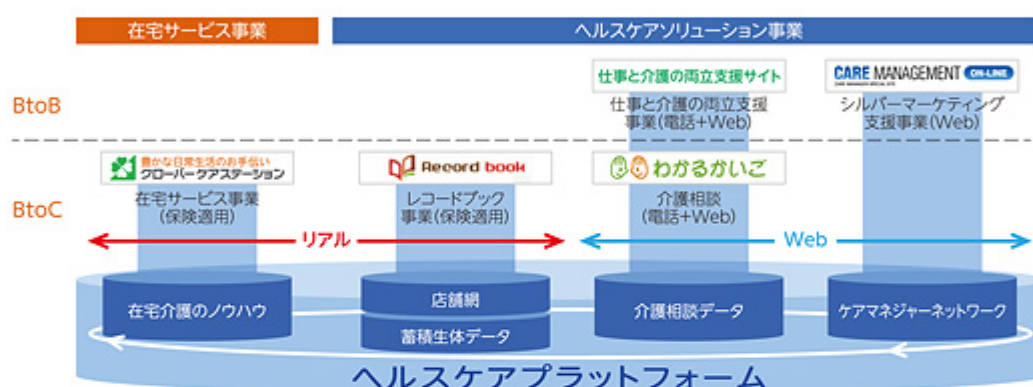 在宅サービス事業
ヘルスケアソリューション事業
BtoB
仕事と介護の両立支援サイト
仕事と介護の両立支援
事業(電話+Web)
CARE MANAGEMENT ON-LINE
CARE MANAGER SPECIAL SITE
シルバーマーケティング
支援事業(Web)
BtoC
豊かな日常生活のお手伝い
クローバーケアステーション
在宅サービス事業
(保険適用)
Record book
レコードブック
事業(保険適用)
わかるかいご
介護相談
(電話+Web)
リアル
Web
在宅介護のノウハウ
店舗網
蓄積生体データ
介護相談データ
ケアマネジャーネットワーク
ヘルスケアプラットフォーム